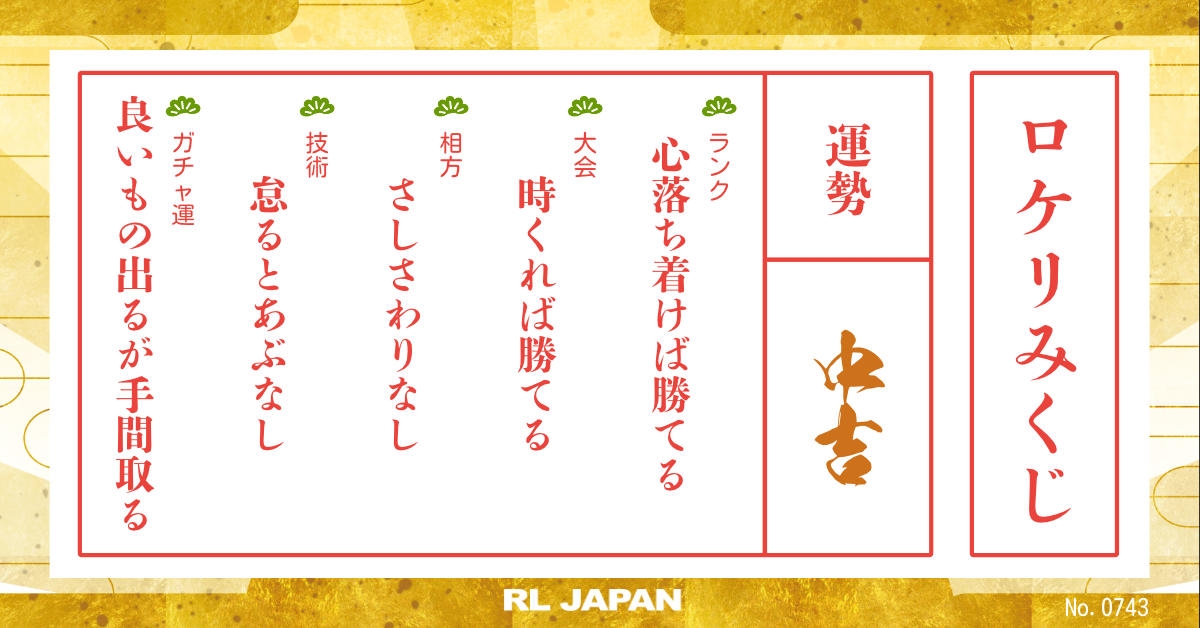 ロケリみくじ
運勢
中吉
ランク
心落ち着けば勝てる
大会
時くれば勝てる
相方
さしさわりなし
技術
怠るとあぶなし
ガチャ運
良いもの出るが手間取る
RL JAPAN
No. 0743